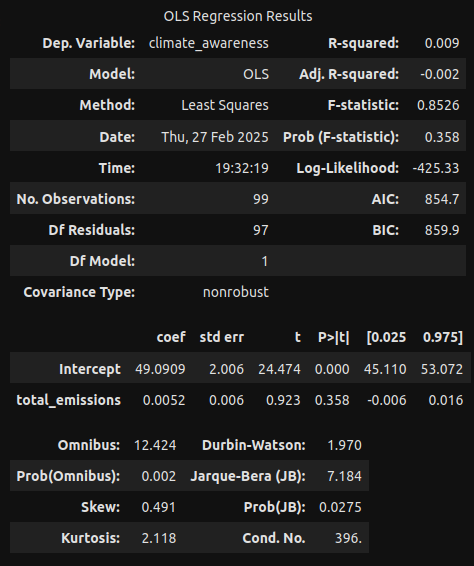 OLS Regression Results
Dep. Variable: climate_awareness R-squared: 0.009
Model: OLS Adj. R-squared: -0.002
Method: Least Squares F-statistic: 0.8526
Date: Thu, 27 Feb 2025 Prob (F-statistic): 0.358
Time: 19:32:19 Log-Likelihood: -425.33
No. Observations: 99 AIC: 854.7
Df Residuals: 97 BIC: 859.9
Df Model: 1
Covariance Type: nonrobust
coef std err t P>|t| [0.025 0.975]
Intercept 49.0909 2.006 24.474 0.000 45.110 53.072
total_emissions 0.0052 0.006 0.923 0.358 -0.006 0.016
Omnibus: 12.424 Durbin-Watson: 1.970
Prob(Omnibus): 0.002 Jarque-Bera (JB): 7.184
Skew: 0.491 Prob(JB): 0.0275
Kurtosis: 2.118 Cond. No. 396.